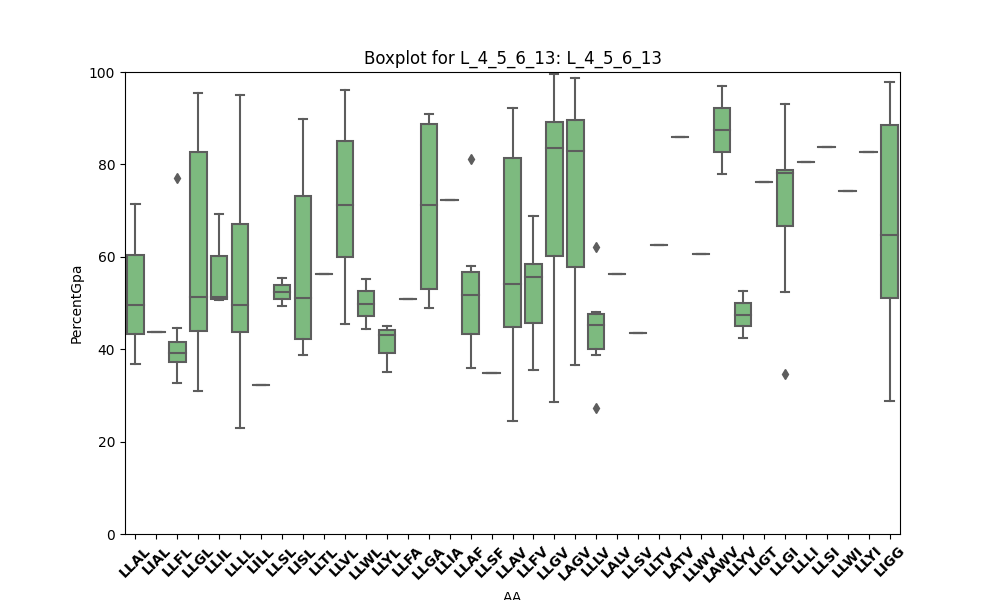 Boxplot for L_4_5_6_13: L_4_5_6_13
100
80
60
40
20
0
PercentGpa
LLAL LIAL LLFL LLGL LLIL LLLL LILL LLSL LISL LLTL LLVL LLWL LLYL LLFA LLGA LLIA LLAF LLSF LLAV LLFV LLGV LAGV LLLV LALV LLSV LLTV LATV LLWV LAWV LLYV LIGT LLGI LLLI LLSI LLWI LLYI LIGG
AA